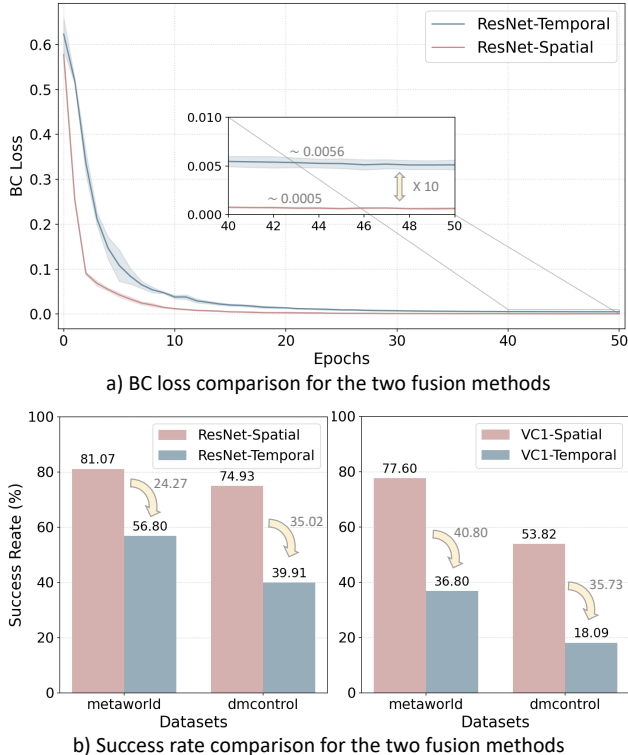 ResNet-Temporal
ResNet-Spatial
0.6
0.5
0.4
0.3
0.2
0.1
0.0
BC Loss
0.010
0.005
0.000
~ 0.0056
X 10
~ 0.0005
40 42 44 46 48 50
0 10 20 30 40 50
Epochs
a) BC loss comparison for the two fusion methods
100
80
60
40
20
0
Success Reate (%)
ResNet-Spatial
ResNet-Temporal
81.07
24.27
56.80
74.93
35.02
39.91
metaworld dmcontrol
Datasets
100
80
60
40
20
0
VC1-Spatial
VC1-Temporal
77.60
40.80
36.80
53.82
35.73
18.09
metaworld dmcontrol
Datasets
b) Success rate comparison for the two fusion methods